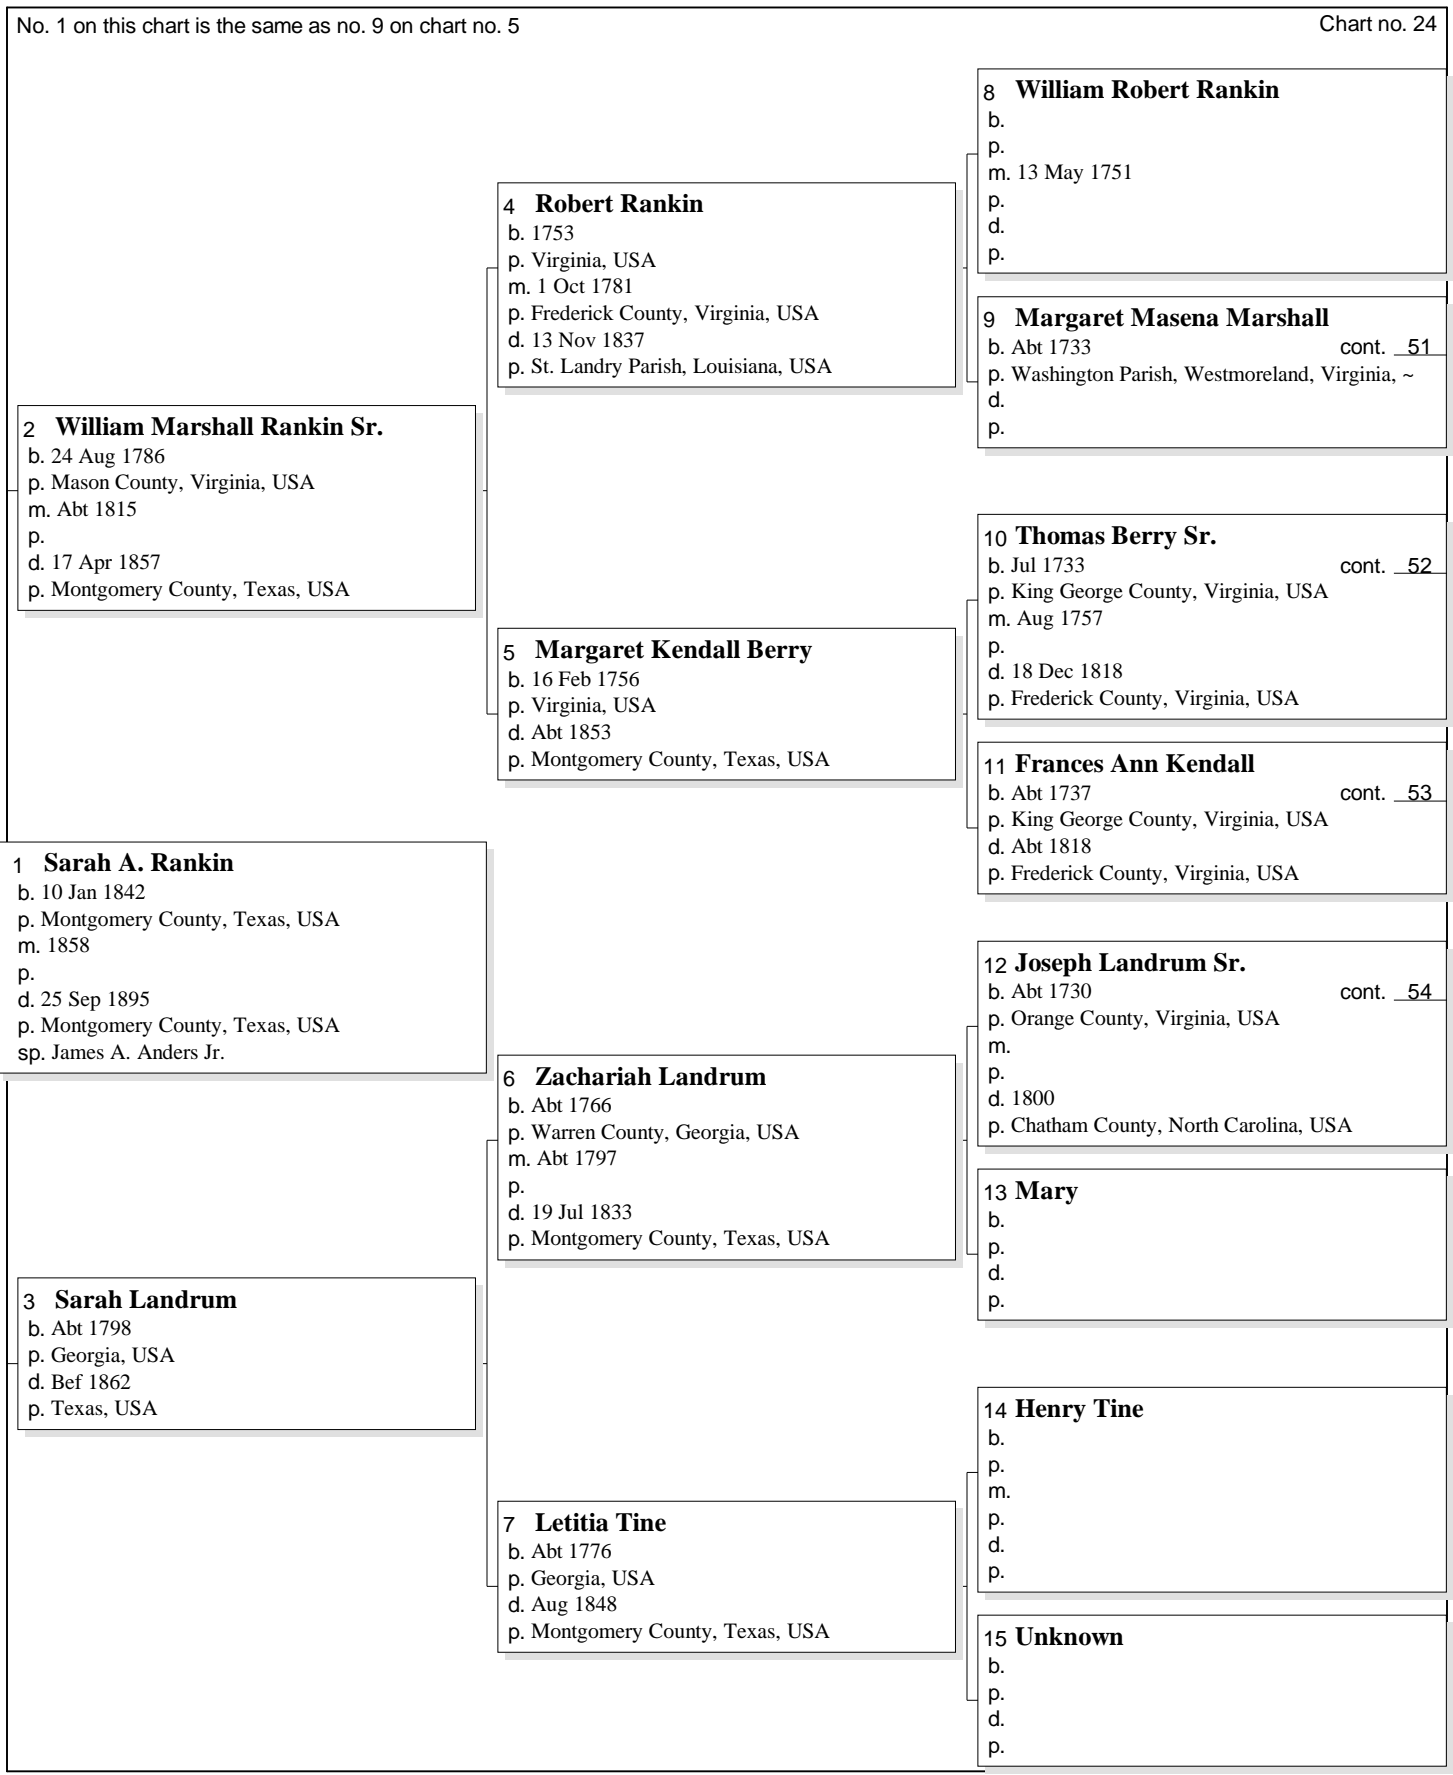 No. 1 on this chart is the same as no. 9 on chart no. 5
Chart no. 24
8 William Robert Rankin
b.
p.
m. 13 May 1751
p.
d.
p.
4 Robert Rankin
b. 1753
p. Virginia, USA
m. 1 Oct 1781
p. Frederick County, Virginia, USA
d. 13 Nov 1837
p. St. Landry Parish, Louisiana, USA
9 Margaret Masena Marshall
b. Abt 1733 cont. 51
p. Washington Parish, Westmoreland, Virginia, ~
d.
p.
2 William Marshall Rankin Sr.
b. 24 Aug 1786
p. Mason County, Virginia, USA
m. Abt 1815
p.
d. 17 Apr 1857
p. Montgomery County, Texas, USA
10 Thomas Berry Sr.
b. Jul 1733 cont. 52
p. King George County, Virginia, USA
m. Aug 1757
p.
d. 18 Dec 1818
p. Frederick County, Virginia, USA
5 Margaret Kendall Berry
b. 16 Feb 1756
p. Virginia, USA
d. Abt 1853
p. Montgomery County, Texas, USA
11 Frances Ann Kendall
b. Abt 1737 cont. 53
p. King George County, Virginia, USA
d. Abt 1818
p. Frederick County, Virginia, USA
1 Sarah A. Rankin
b. 10 Jan 1842
p. Montgomery County, Texas, USA
m. 1858
p.
d. 25 Sep 1895
p. Montgomery County, Texas, USA
sp. James A. Anders Jr.
12 Joseph Landrum Sr.
b. Abt 1730 cont. 54
p. Orange County, Virginia, USA
m.
p.
d. 1800
p. Chatham County, North Carolina, USA
6 Zachariah Landrum
b. Abt 1766
p. Warren County, Georgia, USA
m. Abt 1797
p.
d. 19 Jul 1833
p. Montgomery County, Texas, USA
13 Mary
b.
p.
d.
p.
3 Sarah Landrum
b. Abt 1798
p. Georgia, USA
d. Bef 1862
p. Texas, USA
14 Henry Tine
b.
p.
m.
p.
d.
p.
7 Letitia Tine
b. Abt 1776
p. Georgia, USA
d. Aug 1848
p. Montgomery County, Texas, USA
15 Unknown
b.
p.
d.
p.